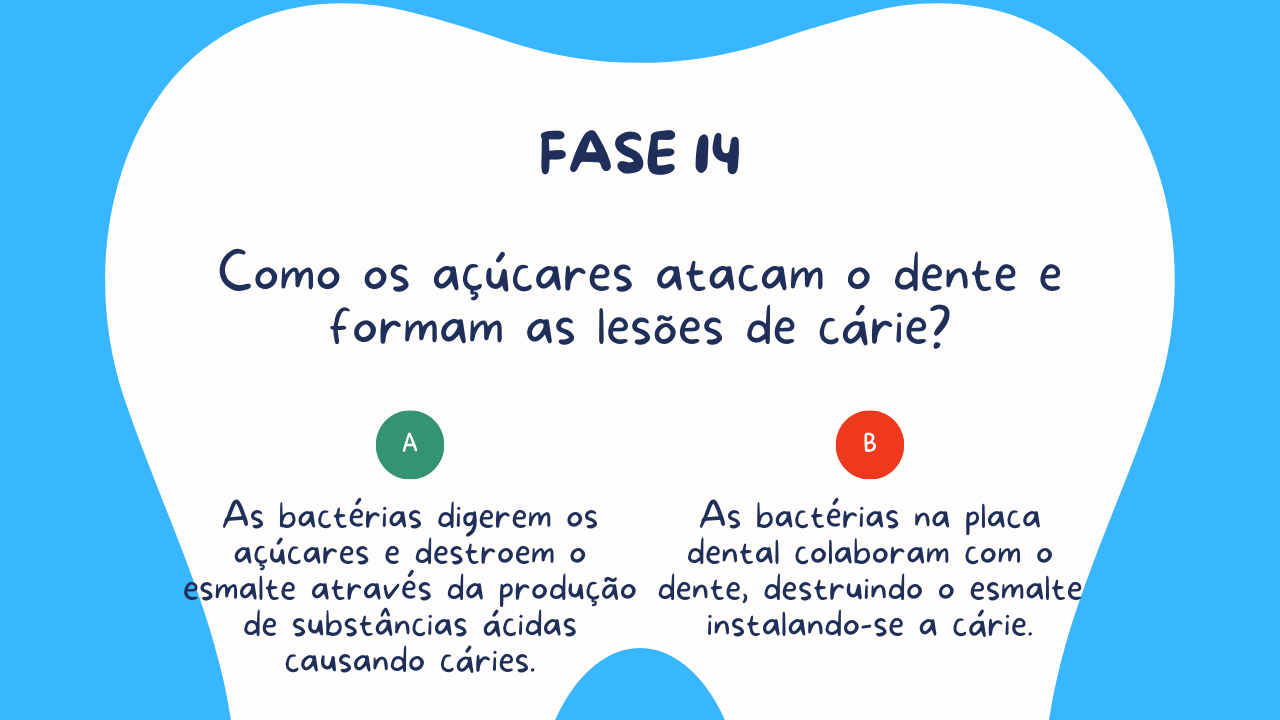 FASE 14
Como os açúcares atacam o dente e
formam as lesões de cárie?
A
As bactérias digerem os
açúcares e destroem o
esmalte através da produção
de substâncias ácidas
causando cáries.
B
As bactérias na placa
dental colaboram com o
dente, destruindo o esmalte
instalando-se a cárie.